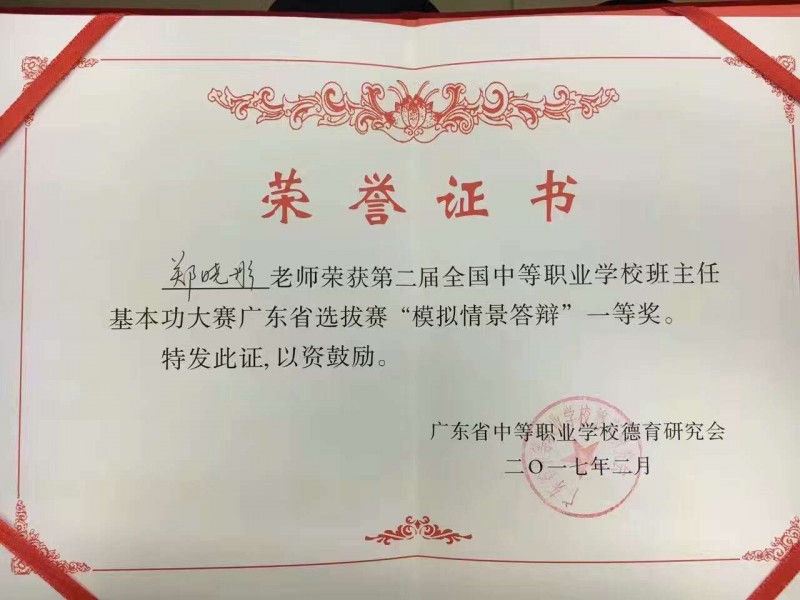 荣誉证书
郑晓彤老师荣获第二届全国中等职业学校班主任
基本功大赛广东省选拔赛“模拟情景答辩”一等奖。
特发此证,以资鼓励。
广东省中等职业学校德育研究会
二〇一七年二月